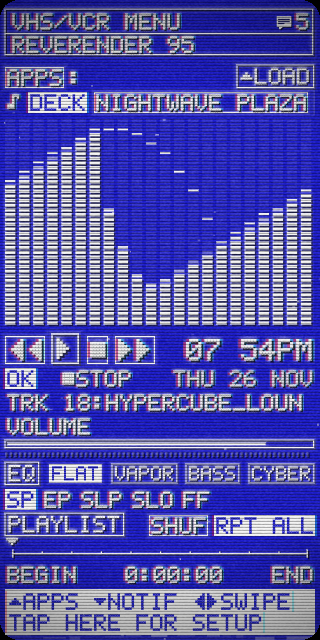 VHS/VCR MENU 5
REVERENDER 95
APPS: LOAD
DECK NIGHTWAVE PLAZA
07 54PM
OK STOP THU 26 NOV
TRK 18:HYPERCUBE_LOUN
VOLUME
EQ FLAT VAPOR BASS CYBER
SP EP SLP SLO FF
PLAYLIST SHUF RPT ALL
BEGIN 0:00:00 END
APPS NOTIF SWIPE
TAP HERE FOR SETUP